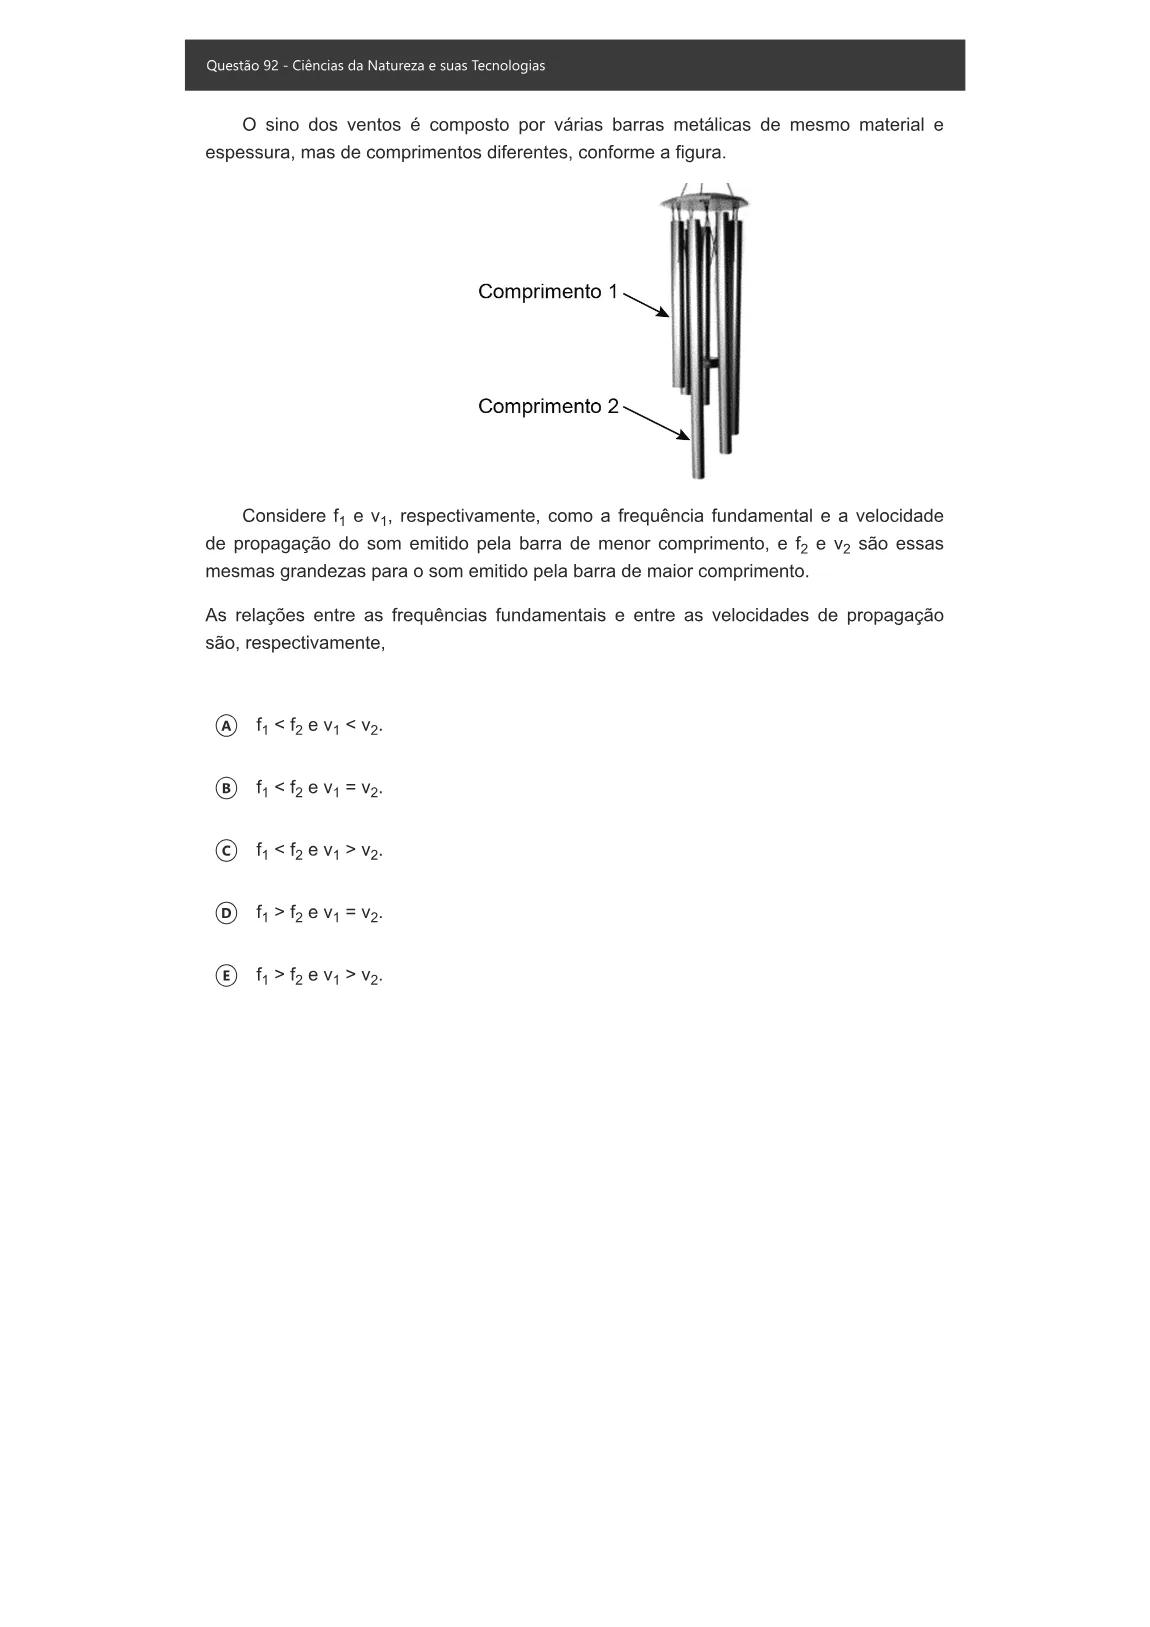 Questão 92 - Ciências da Natureza e suas Tecnologias
O sino dos ventos é composto por várias barras metálicas de mesmo material e
espessura, mas de comprimentos diferentes, conforme a figura.
Comprimento 1
Comprimento 2
Considere f₁ e v₁, respectivamente, como a frequência fundamental e a velocidade
de propagação do som emitido pela barra de menor comprimento, e f₂ e v₂ são essas
mesmas grandezas para o som emitido pela barra de maior comprimento.
As relações entre as frequências fundamentais e entre as velocidades de propagação
são, respectivamente,
A f₁ < f₂ e v₁ < v₂.
B f₁ < f₂ e v₁ = v₂.
C f₁ < f₂ e v₁ > v₂.
D f₁ > f₂ e v₁ = v₂.
E f₁ > f₂ e v₁ > v₂.